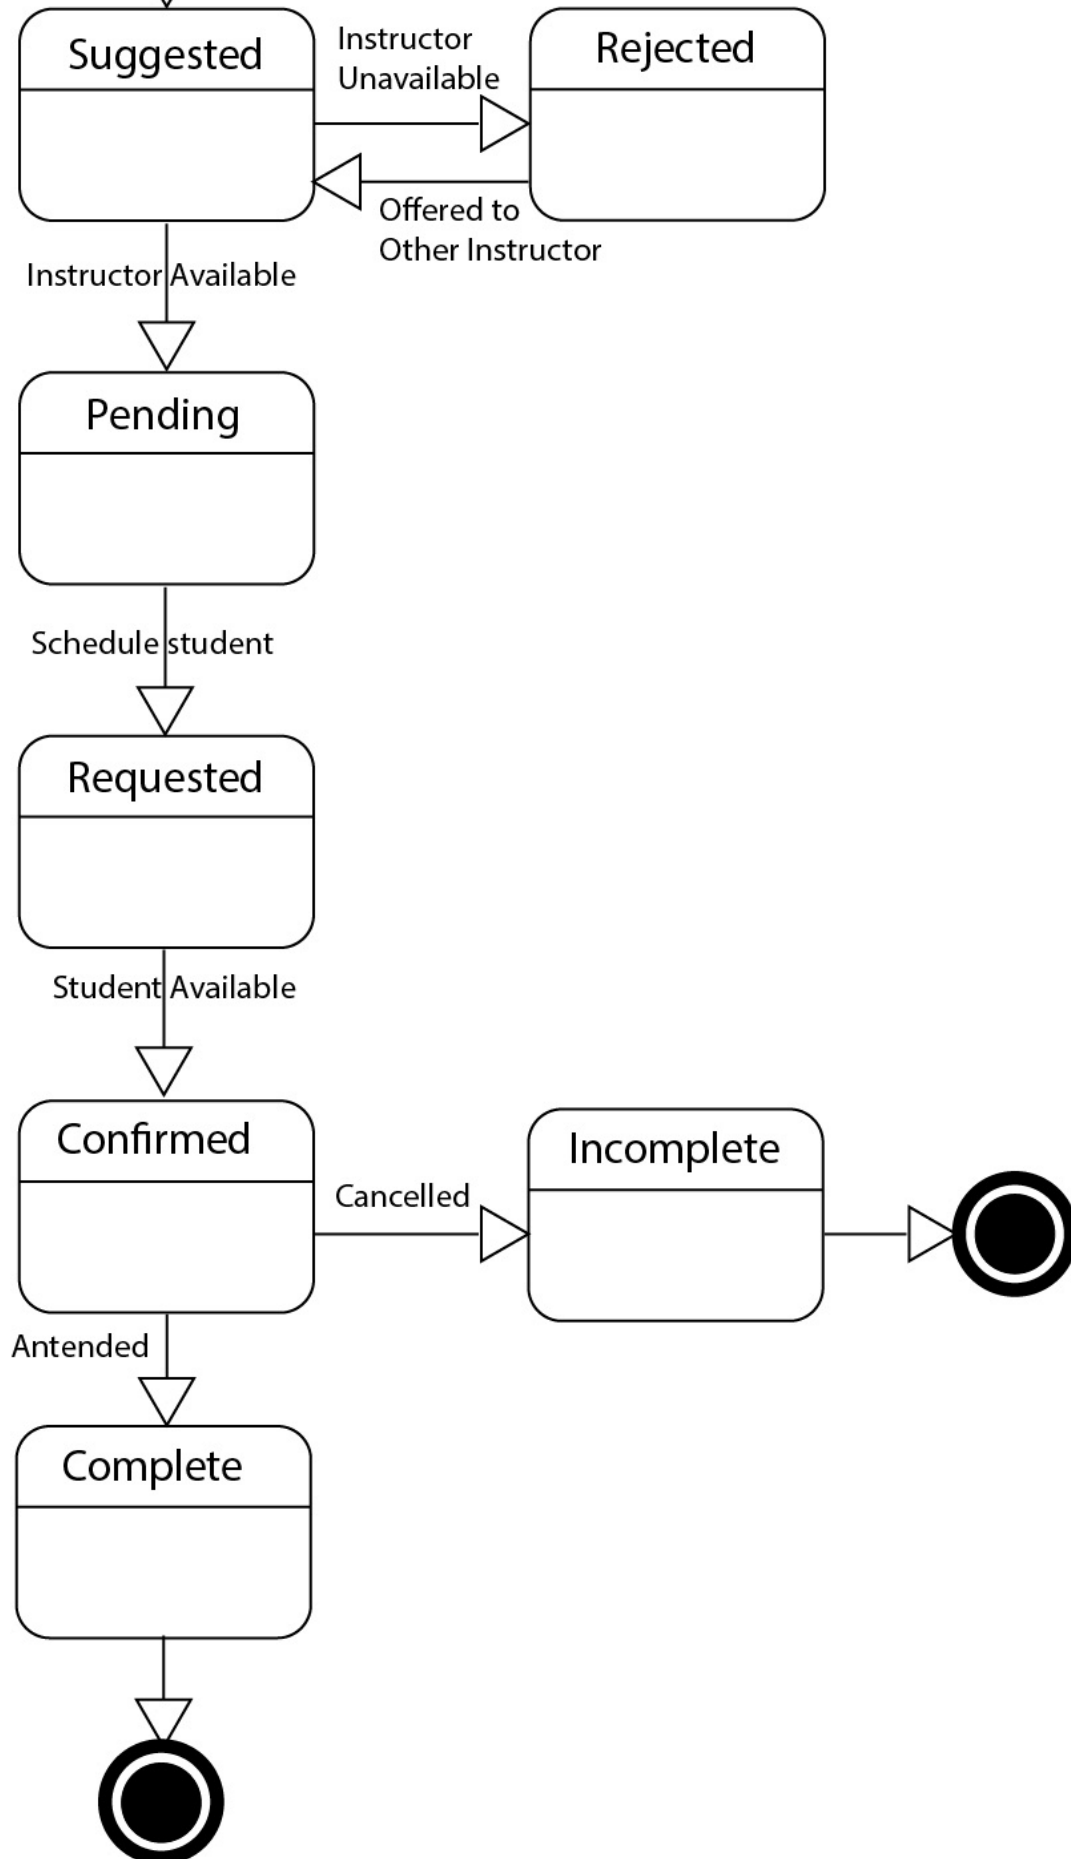 Suggested
Instructor
Unavailable
Rejected
Offered to
Other Instructor
Instructor Available
Pending
Schedule student
Requested
Student Available
Confirmed
Cancelled
Incomplete
Antended
Complete